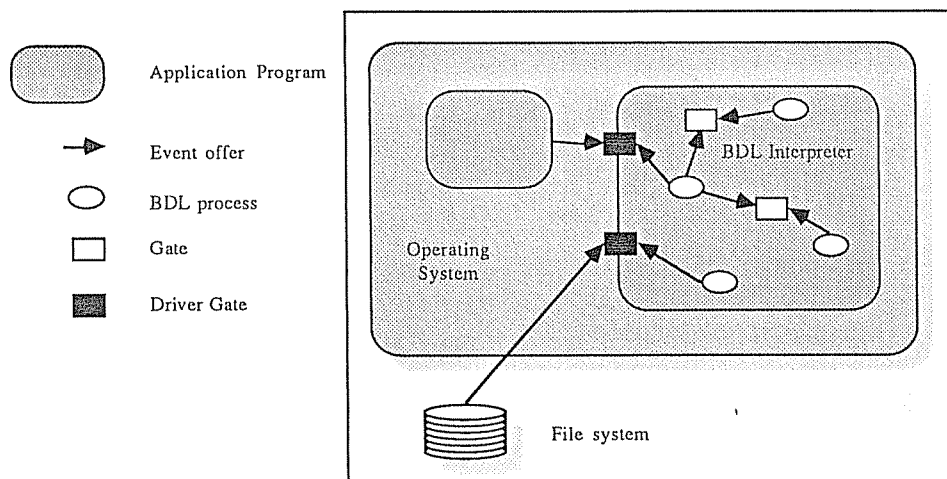 Application Program
Event offer
BDL process
Gate
Driver Gate
BDL Interpreter
Operating
System
File system